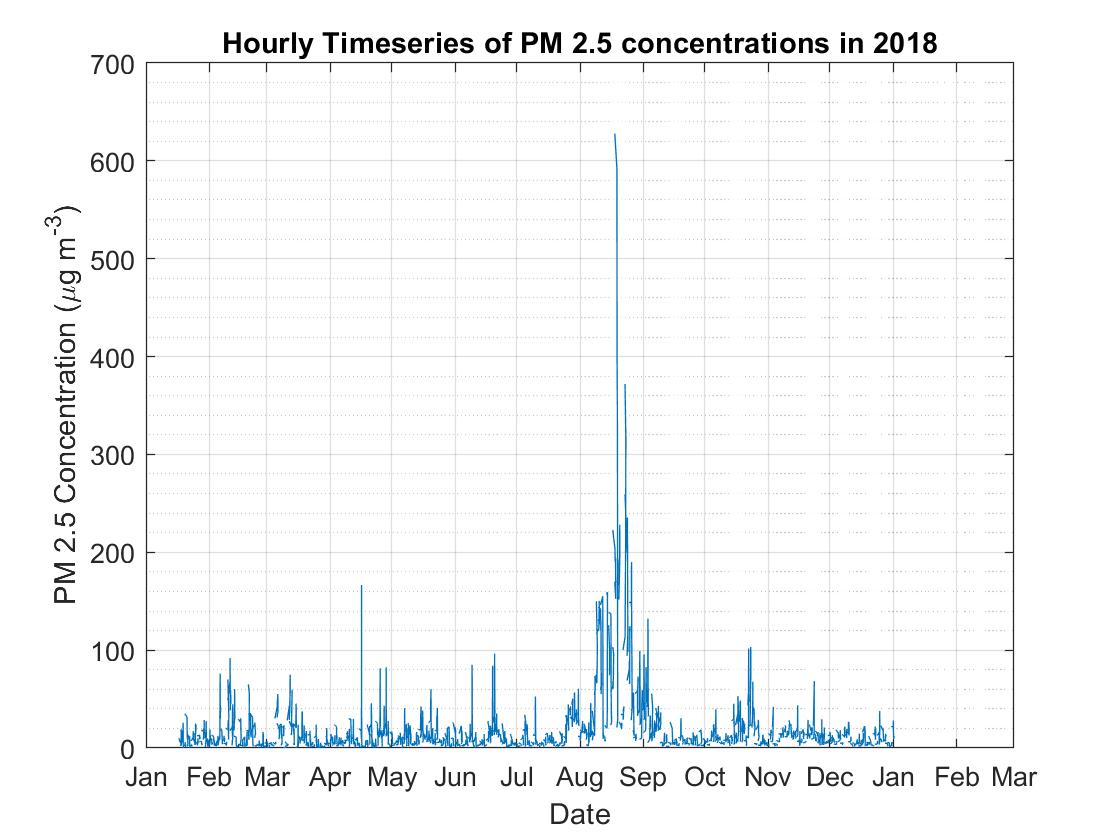 Hourly Timeseries of PM 2.5 concentrations in 2018
700
600
500
400
300
200
100
0
PM 2.5 Concentration (μg m⁻³)
Jan Feb Mar Apr May Jun Jul Aug Sep Oct Nov Dec Jan Feb Mar
Date